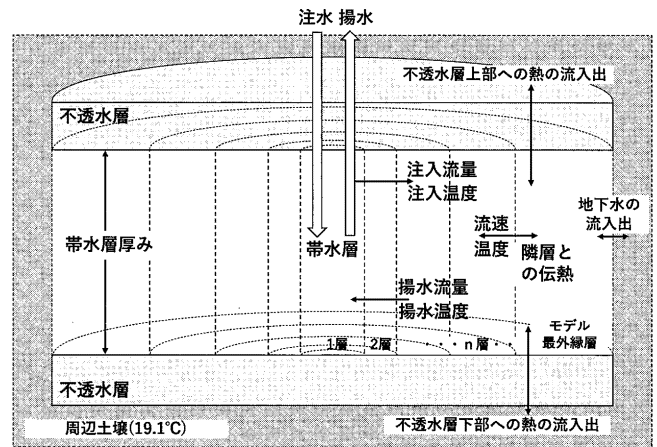 注水 揚水
不透水層上部への熱の流入出
不透水層
注入流量
注入温度
地下水の
流入出
流速
温度
隣層と
の伝熱
帯水層厚み
帯水層
揚水流量
揚水温度
モデル
最外縁層
1層 2層 ・・・n層・・
不透水層
周辺土壌(19.1℃)
不透水層下部への熱の流入出